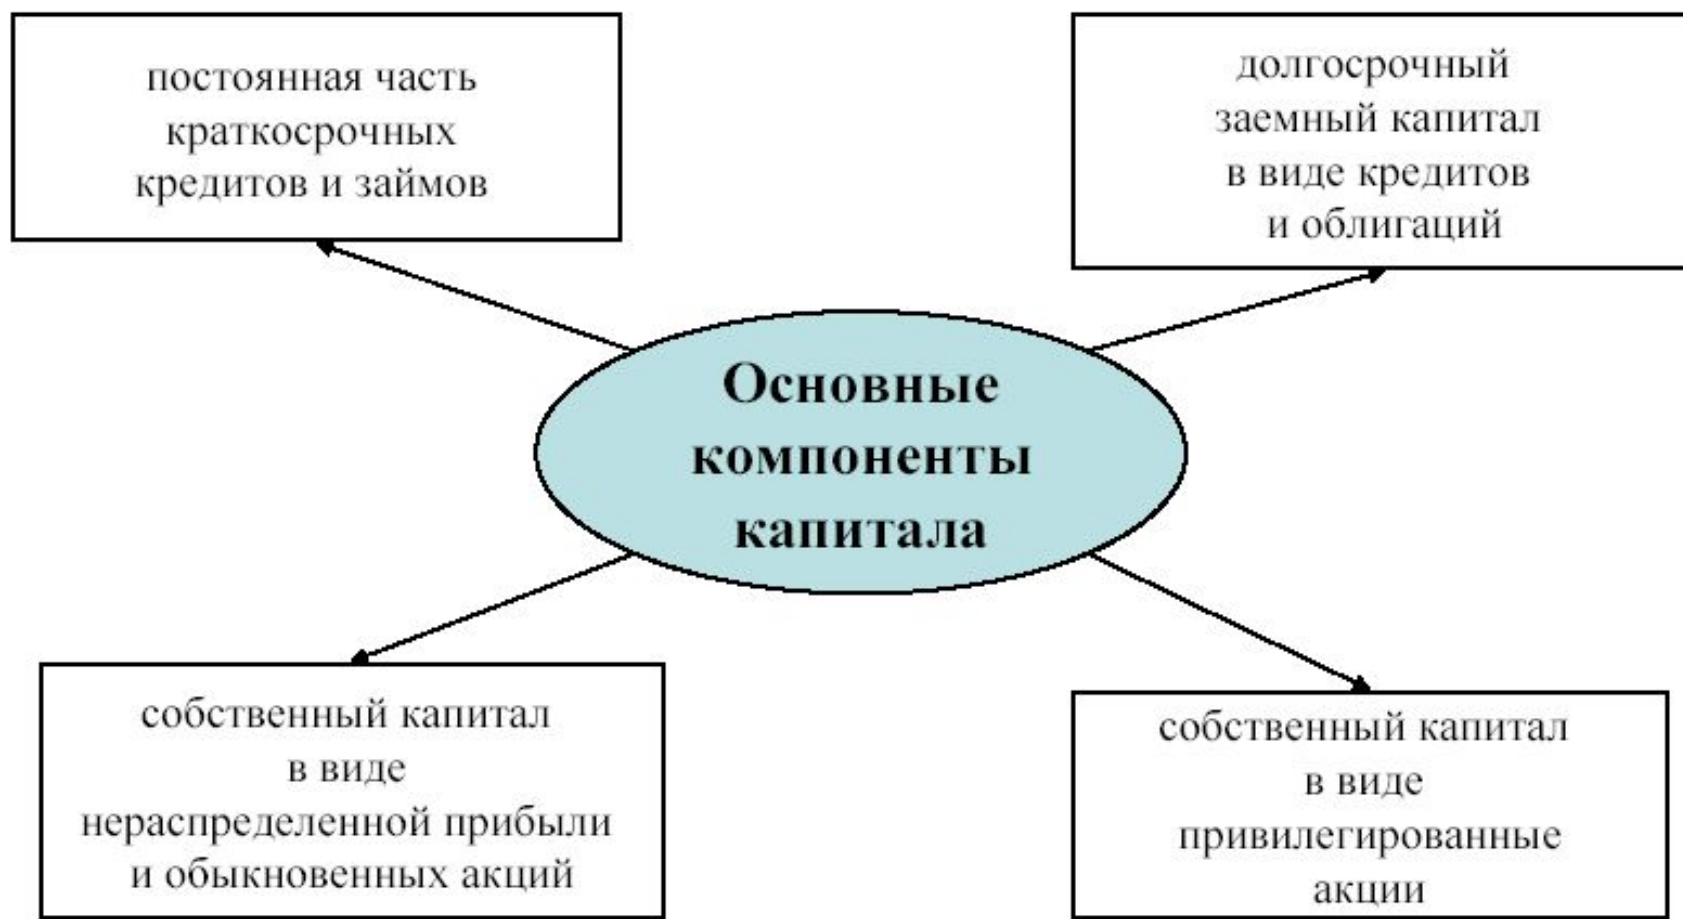 постоянная часть
краткосрочных
кредитов и займов
долгосрочный
заемный капитал
в виде кредитов
и облигаций
Основные
компоненты
капитала
собственный капитал
в виде
нераспределенной прибыли
и обыкновенных акций
собственный капитал
в виде
привилегированные
акции